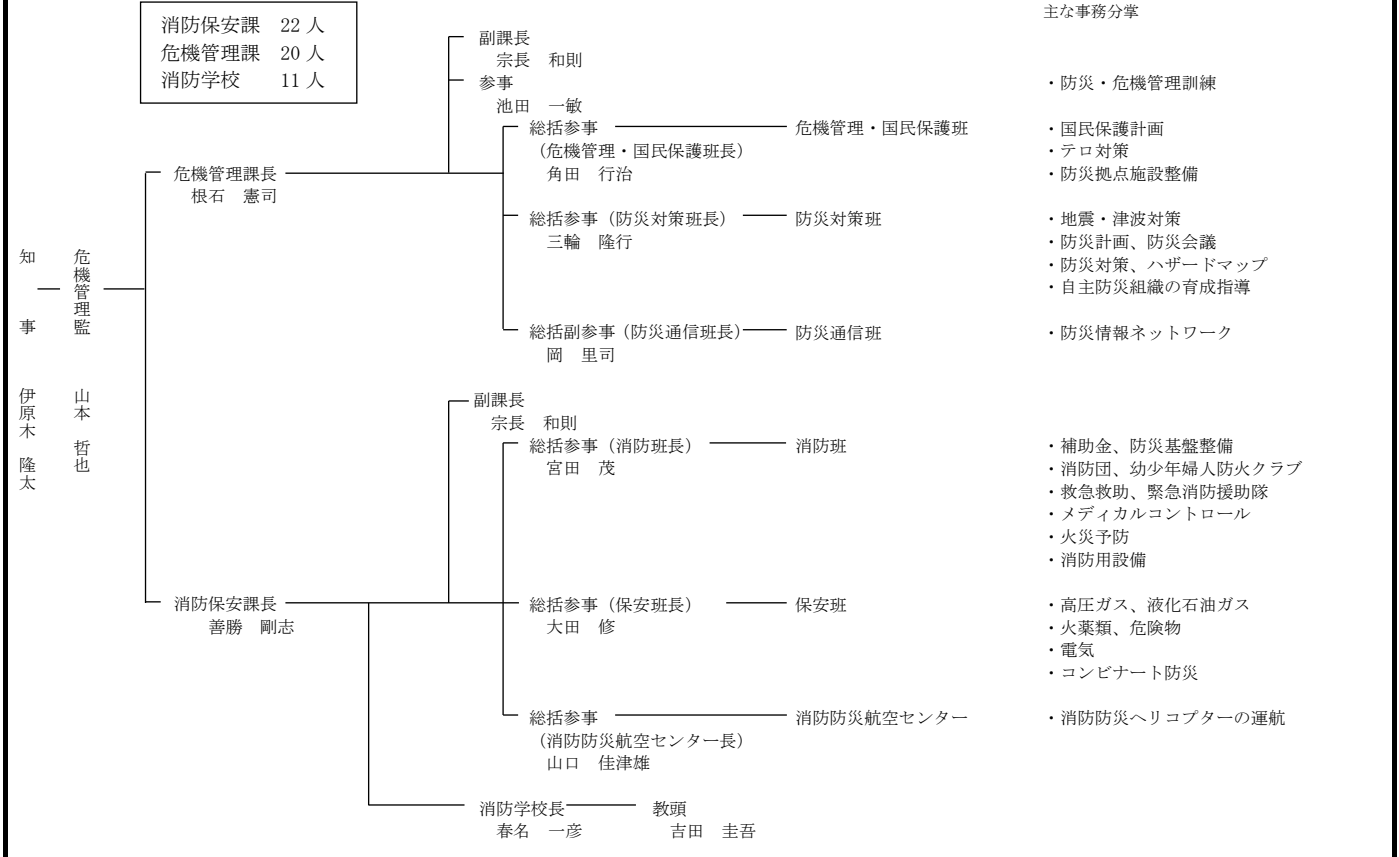 消防保安課 22 人
危機管理課 20 人
消防学校 11 人
主な事務分掌
知事 伊原木 隆太
危機管理監 山本 哲也
危機管理課長
根石 憲司
副課長
宗長 和則
参事
池田 一敏
・防災・危機管理訓練
総括参事
(危機管理・国民保護班長)
角田 行治
危機管理・国民保護班
・国民保護計画
・テロ対策
・防災拠点施設整備
総括参事(防災対策班長)
三輪 隆行
防災対策班
・地震・津波対策
・防災計画、防災会議
・防災対策、ハザードマップ
・自主防災組織の育成指導
総括副参事(防災通信班長)
岡 里司
防災通信班
・防災情報ネットワーク
消防保安課長
善勝 剛志
副課長
宗長 和則
総括参事(消防班長)
宮田 茂
消防班
・補助金、防災基盤整備
・消防団、幼少年婦人防火クラブ
・救急救助、緊急消防援助隊
・メディカルコントロール
・火災予防
・消防用設備
総括参事(保安班長)
大田 修
保安班
・高圧ガス、液化石油ガス
・火薬類、危険物
・電気
・コンビナート防災
総括参事
(消防防災航空センター長)
山口 佳津雄
消防防災航空センター
・消防防災ヘリコプターの運航
消防学校長
春名 一彦
教頭
吉田 圭吾